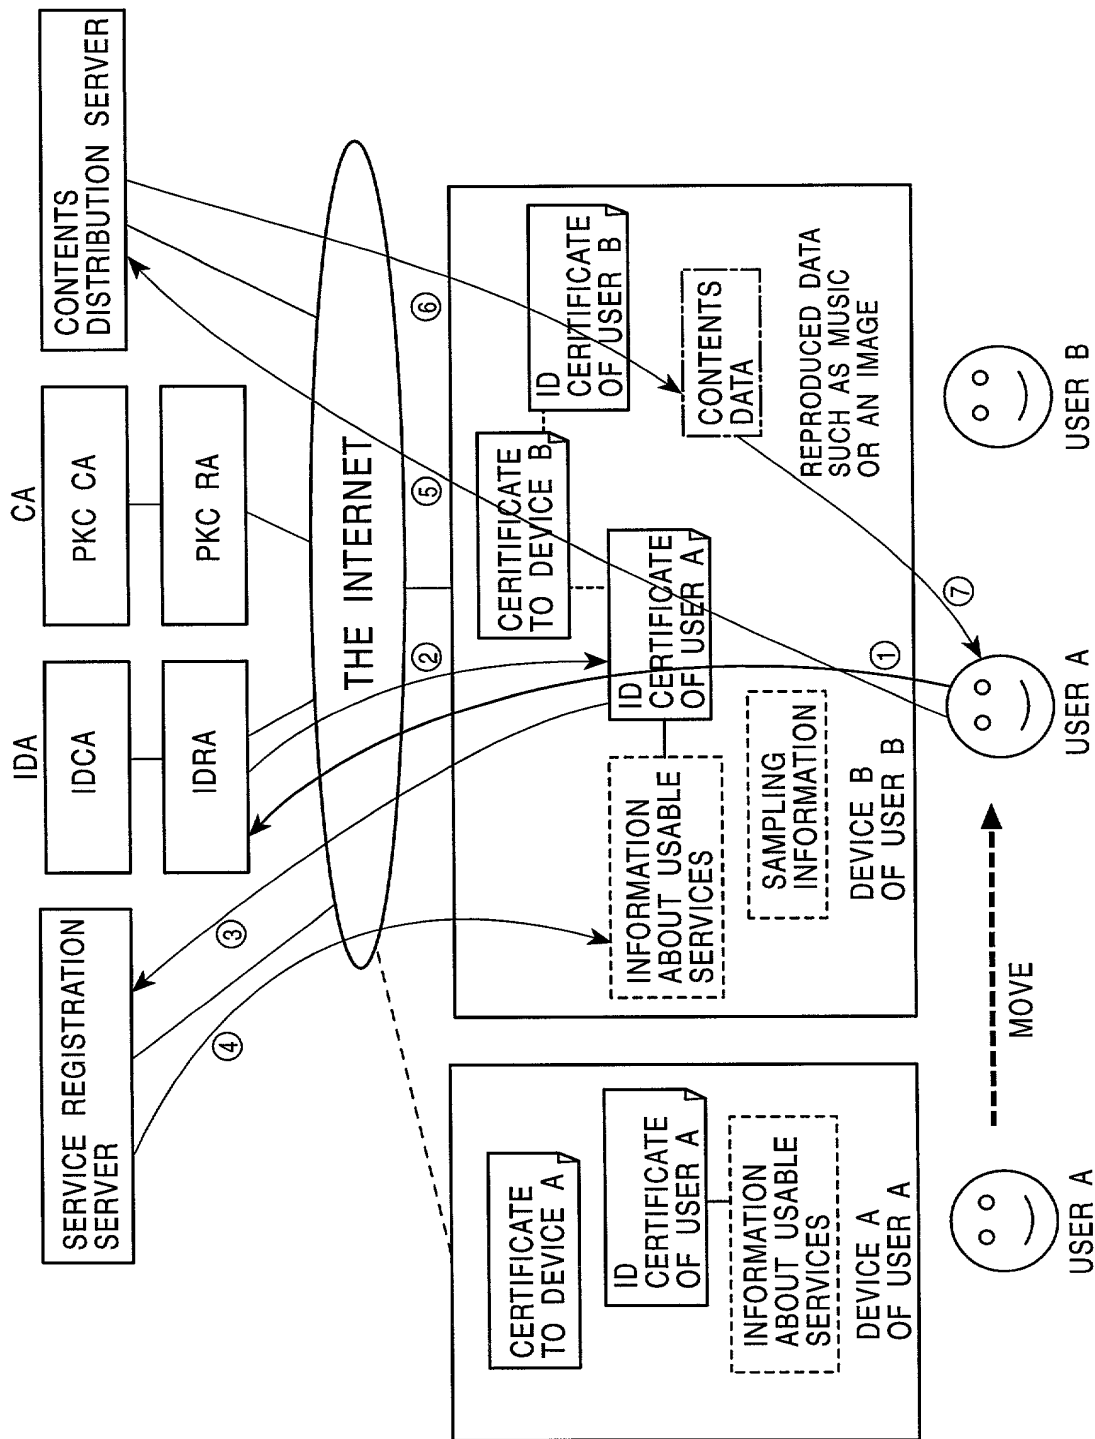 SERVICE REGISTRATION
SERVER
IDA
IDCA
IDRA
CA
PKC CA
PKC RA
CONTENTS
DISTRIBUTION SERVER
③
④
THE INTERNET
②
⑤
⑥
CERTIFICATE
TO DEVICE A
ID
CERTIFICATE
OF USER A
INFORMATION
ABOUT USABLE
SERVICES
DEVICE A
OF USER A
CERITIFICATE
TO DEVICE B
ID
CERITIFICATE
OF USER B
ID
CERTIFICATE
OF USER A
INFORMATION
ABOUT USABLE
SERVICES
CONTENTS
DATA
SAMPLING
INFORMATION
REPRODUCED DATA
SUCH AS MUSIC
OR AN IMAGE
DEVICE B
OF USER B
①
⑦
MOVE
USER A
USER A
USER B